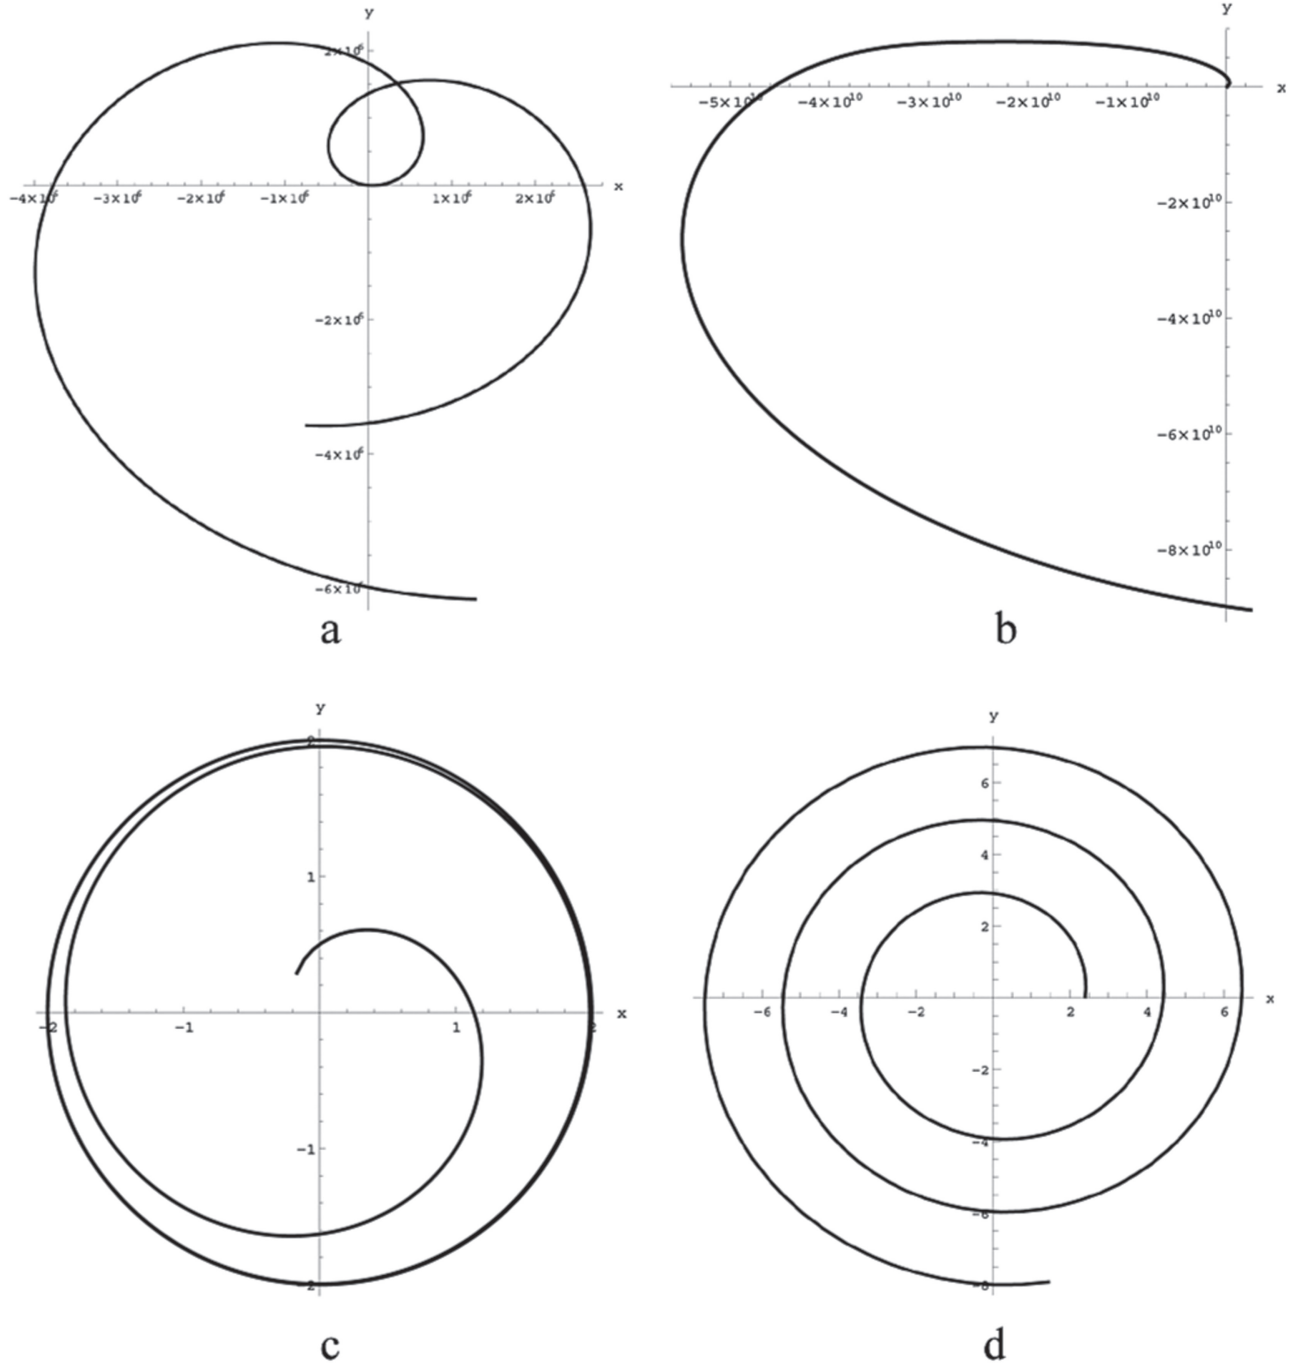 y
2×10⁶
-4×10⁶ -3×10⁶ -2×10⁶ -1×10⁶ 1×10⁶ 2×10⁶ x
-2×10⁶
-4×10⁶
-6×10⁶
a
y
-5×10¹⁰ -4×10¹⁰ -3×10¹⁰ -2×10¹⁰ -1×10¹⁰ x
-2×10¹⁰
-4×10¹⁰
-6×10¹⁰
-8×10¹⁰
b
y
2
1
-2 -1 1 2 x
-1
-2
c
y
6
4
2
-6 -4 -2 2 4 6 x
-2
-4
-6
-8
d